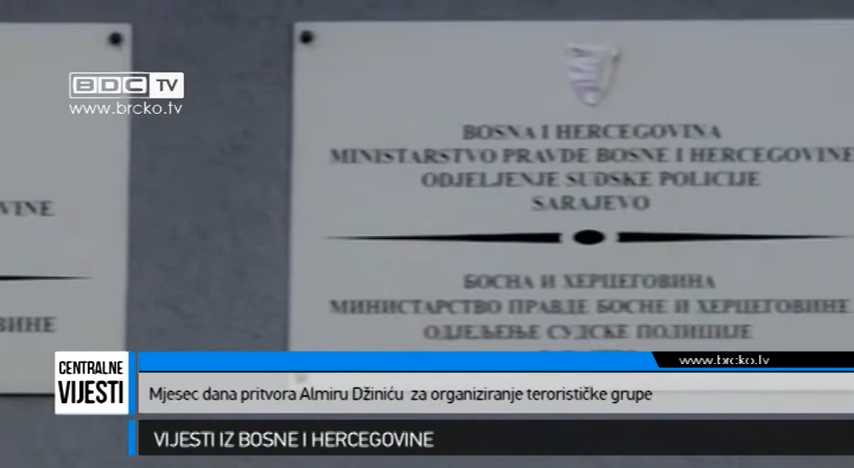 BDC TV
www.brcko.tv
BOSNA I HERCEGOVINA
MINISTARSTVO PRAVDE BOSNE I HERCEGOVINE
ODJELJENJE SUDSKE POLICIJE
SARAJEVO
VINE
БОСНА И ХЕРЦЕГОВИНА
МИНИСТАРСТВО ПРАВДЕ БОСНЕ И ХЕРЦЕГОВИНЕ
ОДЈЕЉЕЊЕ СУДСКЕ ПОЛИЦИЈЕ
ВИНЕ
www.brcko.tv
CENTRALNE
VIJESTI
Mjesec dana pritvora Almiru Džiniću za organiziranje terorističke grupe
VIJESTI IZ BOSNE I HERCEGOVINE